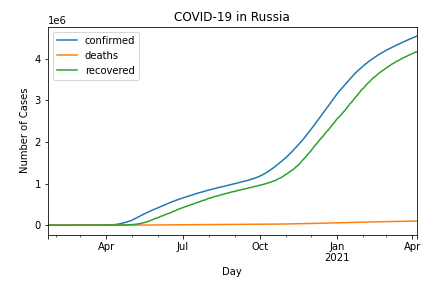 COVID-19 in Russia
1e6
confirmed
deaths
recovered
Number of Cases
4
3
2
1
0
Apr
Jul
Oct
Jan
2021
Apr
Day